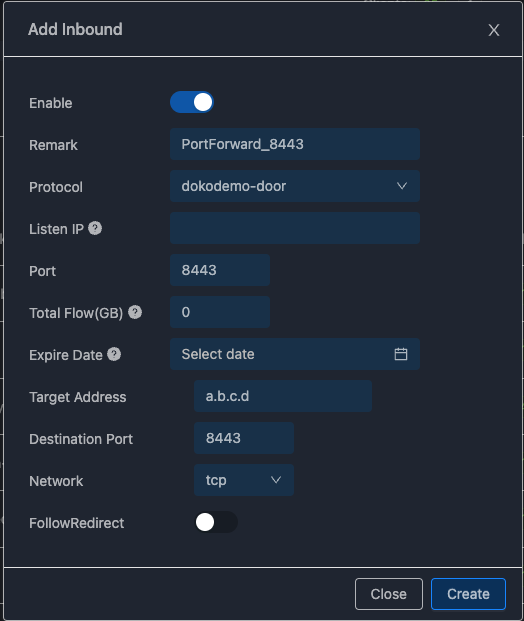 Add Inbound
Enable
Remark PortForward_8443
Protocol dokodemo-door
Listen IP ?
Port 8443
Total Flow(GB) ? 0
Expire Date ? Select date
Target Address a.b.c.d
Destination Port 8443
Network tcp
FollowRedirect
Close Create